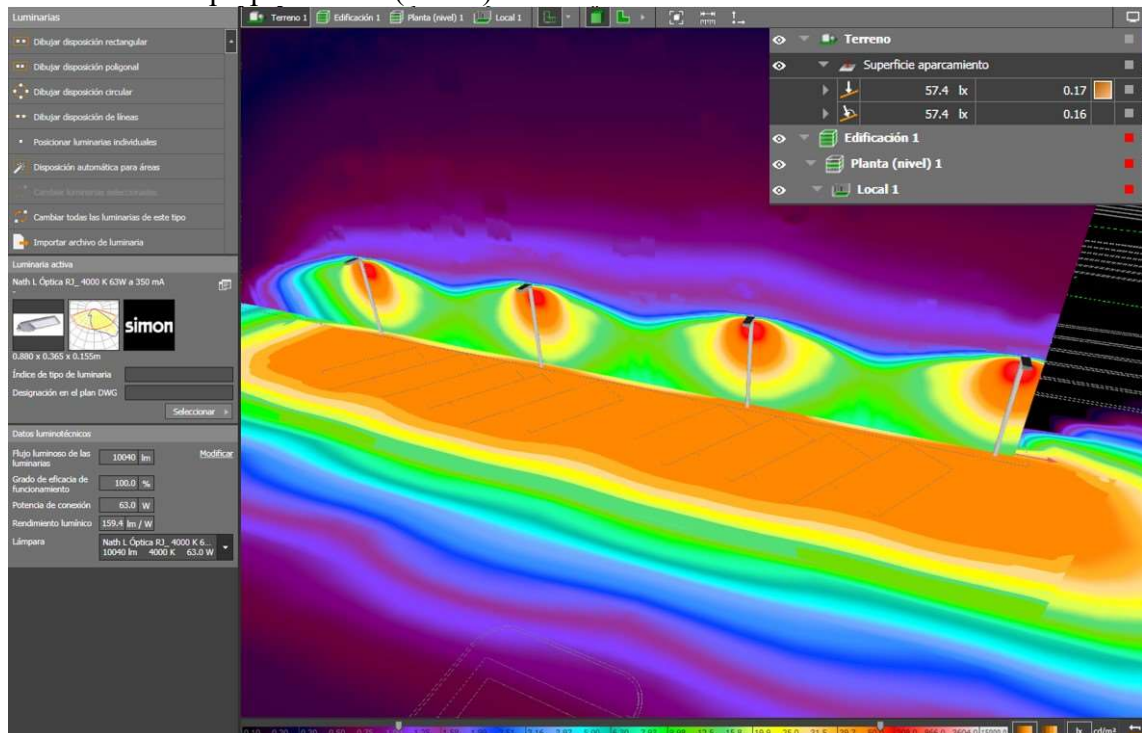 Luminarias
Terreno 1 Edificación 1 Planta (nivel) 1 Local 1
Dibujar disposición rectangular
Dibujar disposición poligonal
Dibujar disposición circular
Dibujar disposición de líneas
Posicionar luminarias individuales
Disposición automática para áreas
Cambiar luminarias seleccionadas
Cambiar todas las luminarias de este tipo
Importar archivo de luminaria
Luminaria activa
Nath L Óptica RJ_ 4000 K 63W a 350 mA
simon
0.880 x 0.365 x 0.155m
Índice de tipo de luminaria
Designación en el plan DWG
Seleccionar
Datos luminotécnicos
Flujo luminoso de las luminarias 10040 lm Modificar
Grado de eficacia de funcionamiento 100.0 %
Potencia de conexión 63.0 W
Rendimiento lumínico 159.4 lm / W
Lámpara Nath L Óptica RJ_ 4000 K 6...
10040 lm 4000 K 63.0 W
Terreno
Superficie aparcamiento
57.4 lx 0.17
57.4 lx 0.16
Edificación 1
Planta (nivel) 1
Local 1
lx cd/m²